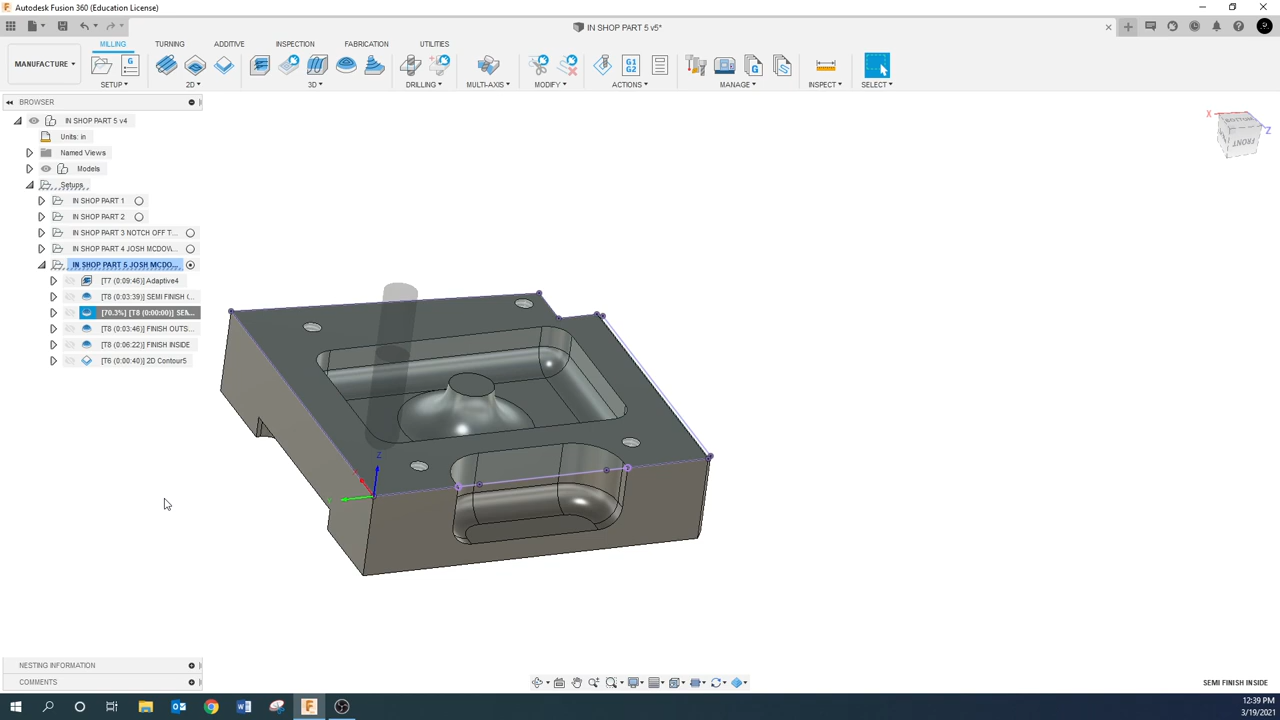 Autodesk Fusion 360 (Education License)
IN SHOP PART 5 v5*
MILLING TURNING ADDITIVE INSPECTION FABRICATION UTILITIES
MANUFACTURE
G1
G2
SETUP 2D 3D DRILLING MULTI-AXIS MODIFY ACTIONS MANAGE INSPECT SELECT
BROWSER
IN SHOP PART 5 v4
Units: in
Named Views
Models
Setups
IN SHOP PART 1
IN SHOP PART 2
IN SHOP PART 3 NOTCH OFF T...
IN SHOP PART 4 JOSH MCDOW...
IN SHOP PART 5 JOSH MCDO...
[T7 (0:09:46)] Adaptive4
[T8 (0:03:39)] SEMI FINISH (...
[70.3%] [T8 (0:00:00)] SE...
[T8 (0:03:46)] FINISH OUTS...
[T8 (0:06:22)] FINISH INSIDE
[T6 (0:00:40)] 2D Contour5
X
Z
FRONT
Z
NESTING INFORMATION
COMMENTS
SEMI FINISH INSIDE
12:39 PM
3/19/2021